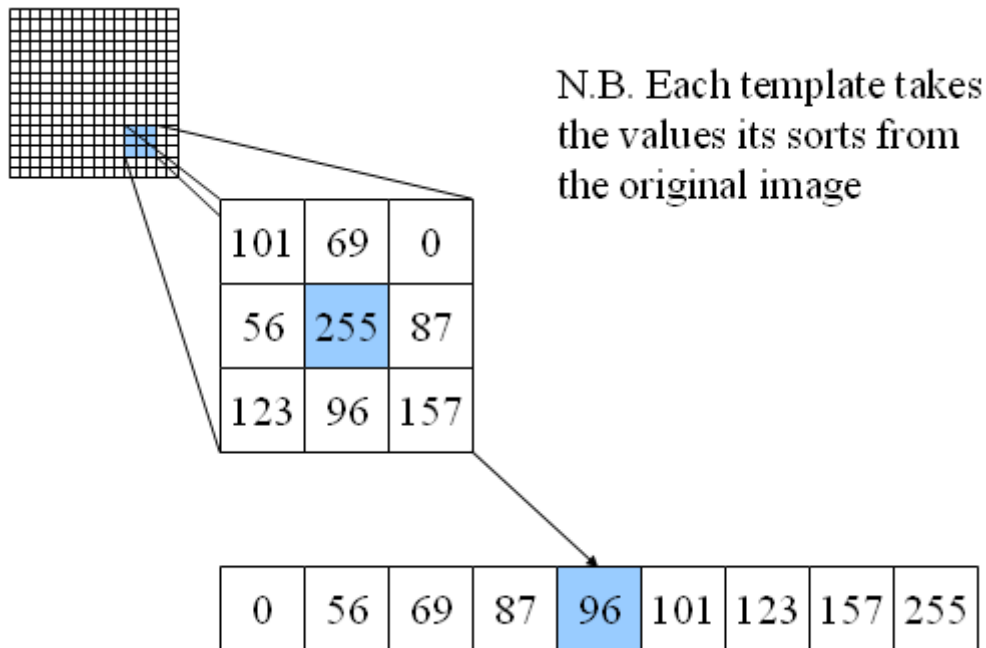 N.B. Each template takes
the values its sorts from
the original image
101 69 0
56 255 87
123 96 157
0 56 69 87 96 101 123 157 255